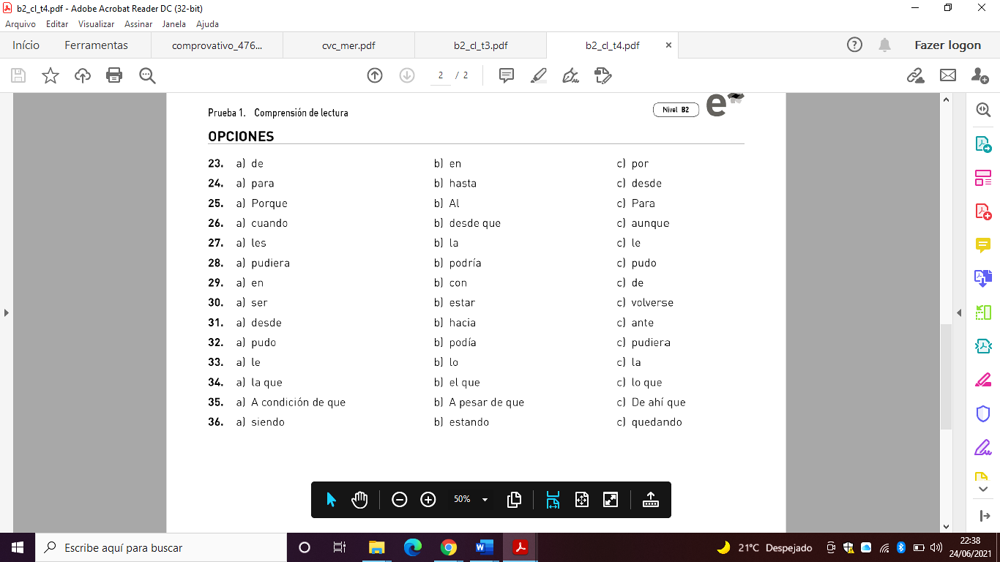 b2_cl_t4.pdf - Adobe Acrobat Reader DC (32-bit)
Arquivo Editar Visualizar Assinar Janela Ajuda
Início Ferramentas comprovativo_476... cvc_mer.pdf b2_cl_t3.pdf b2_cl_t4.pdf × Fazer logon
2 / 2
Prueba 1. Comprensión de lectura Nivel B2 e
OPCIONES
23. a) de b) en c) por
24. a) para b) hasta c) desde
25. a) Porque b) Al c) Para
26. a) cuando b) desde que c) aunque
27. a) les b) la c) le
28. a) pudiera b) podría c) pudo
29. a) en b) con c) de
30. a) ser b) estar c) volverse
31. a) desde b) hacia c) ante
32. a) pudo b) podía c) pudiera
33. a) le b) lo c) la
34. a) la que b) el que c) lo que
35. a) A condición de que b) A pesar de que c) De ahí que
36. a) siendo b) estando c) quedando
50%
Escribe aquí para buscar 21°C Despejado 22:38
24/06/2021